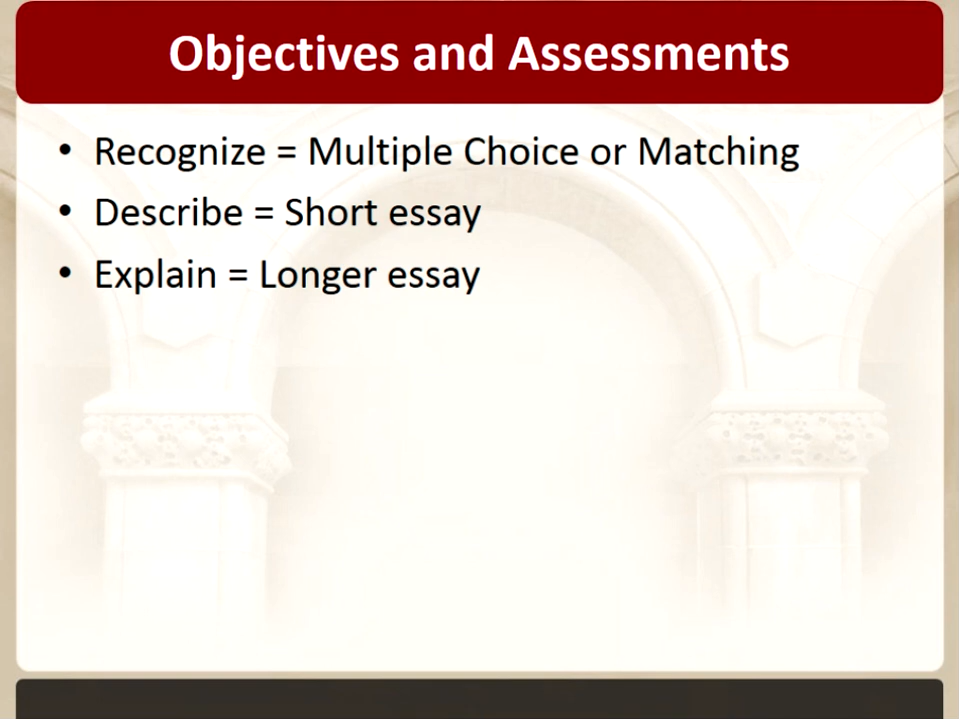 Objectives and Assessments
• Recognize = Multiple Choice or Matching
• Describe = Short essay
• Explain = Longer essay